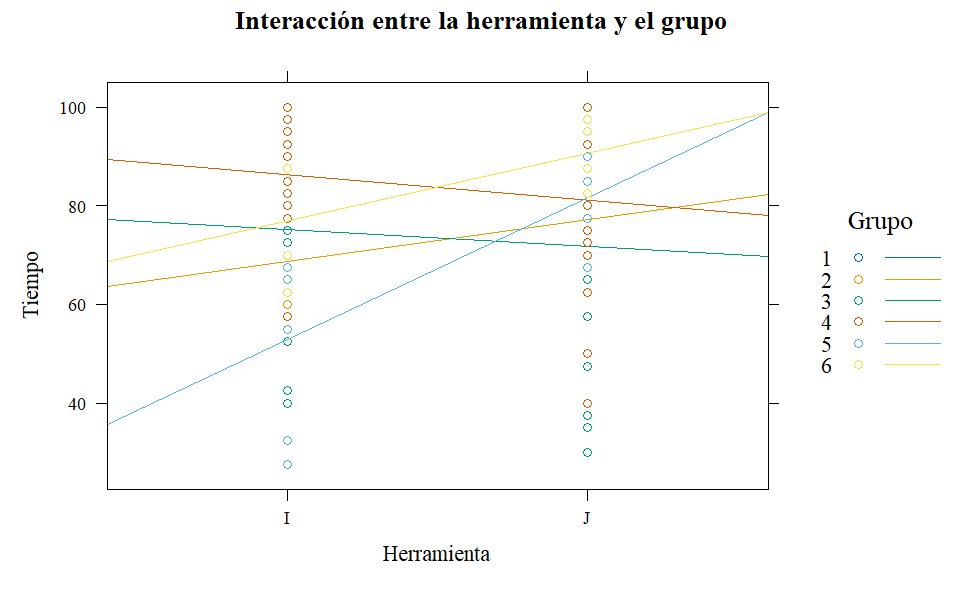 Interacción entre la herramienta y el grupo
100
80
60
40
Tiempo
I
J
Herramienta
Grupo
1
2
3
4
5
6